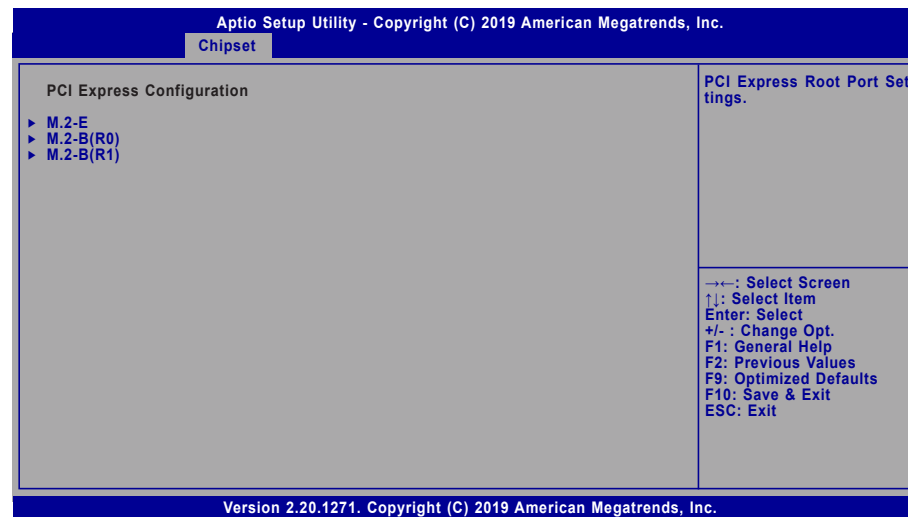 Aptio Setup Utility - Copyright (C) 2019 American Megatrends, Inc.
Chipset
PCI Express Configuration
► M.2-E
► M.2-B(R0)
► M.2-B(R1)
PCI Express Root Port Set
tings.
→←: Select Screen
↑↓: Select Item
Enter: Select
+/- : Change Opt.
F1: General Help
F2: Previous Values
F9: Optimized Defaults
F10: Save & Exit
ESC: Exit
Version 2.20.1271. Copyright (C) 2019 American Megatrends, Inc.